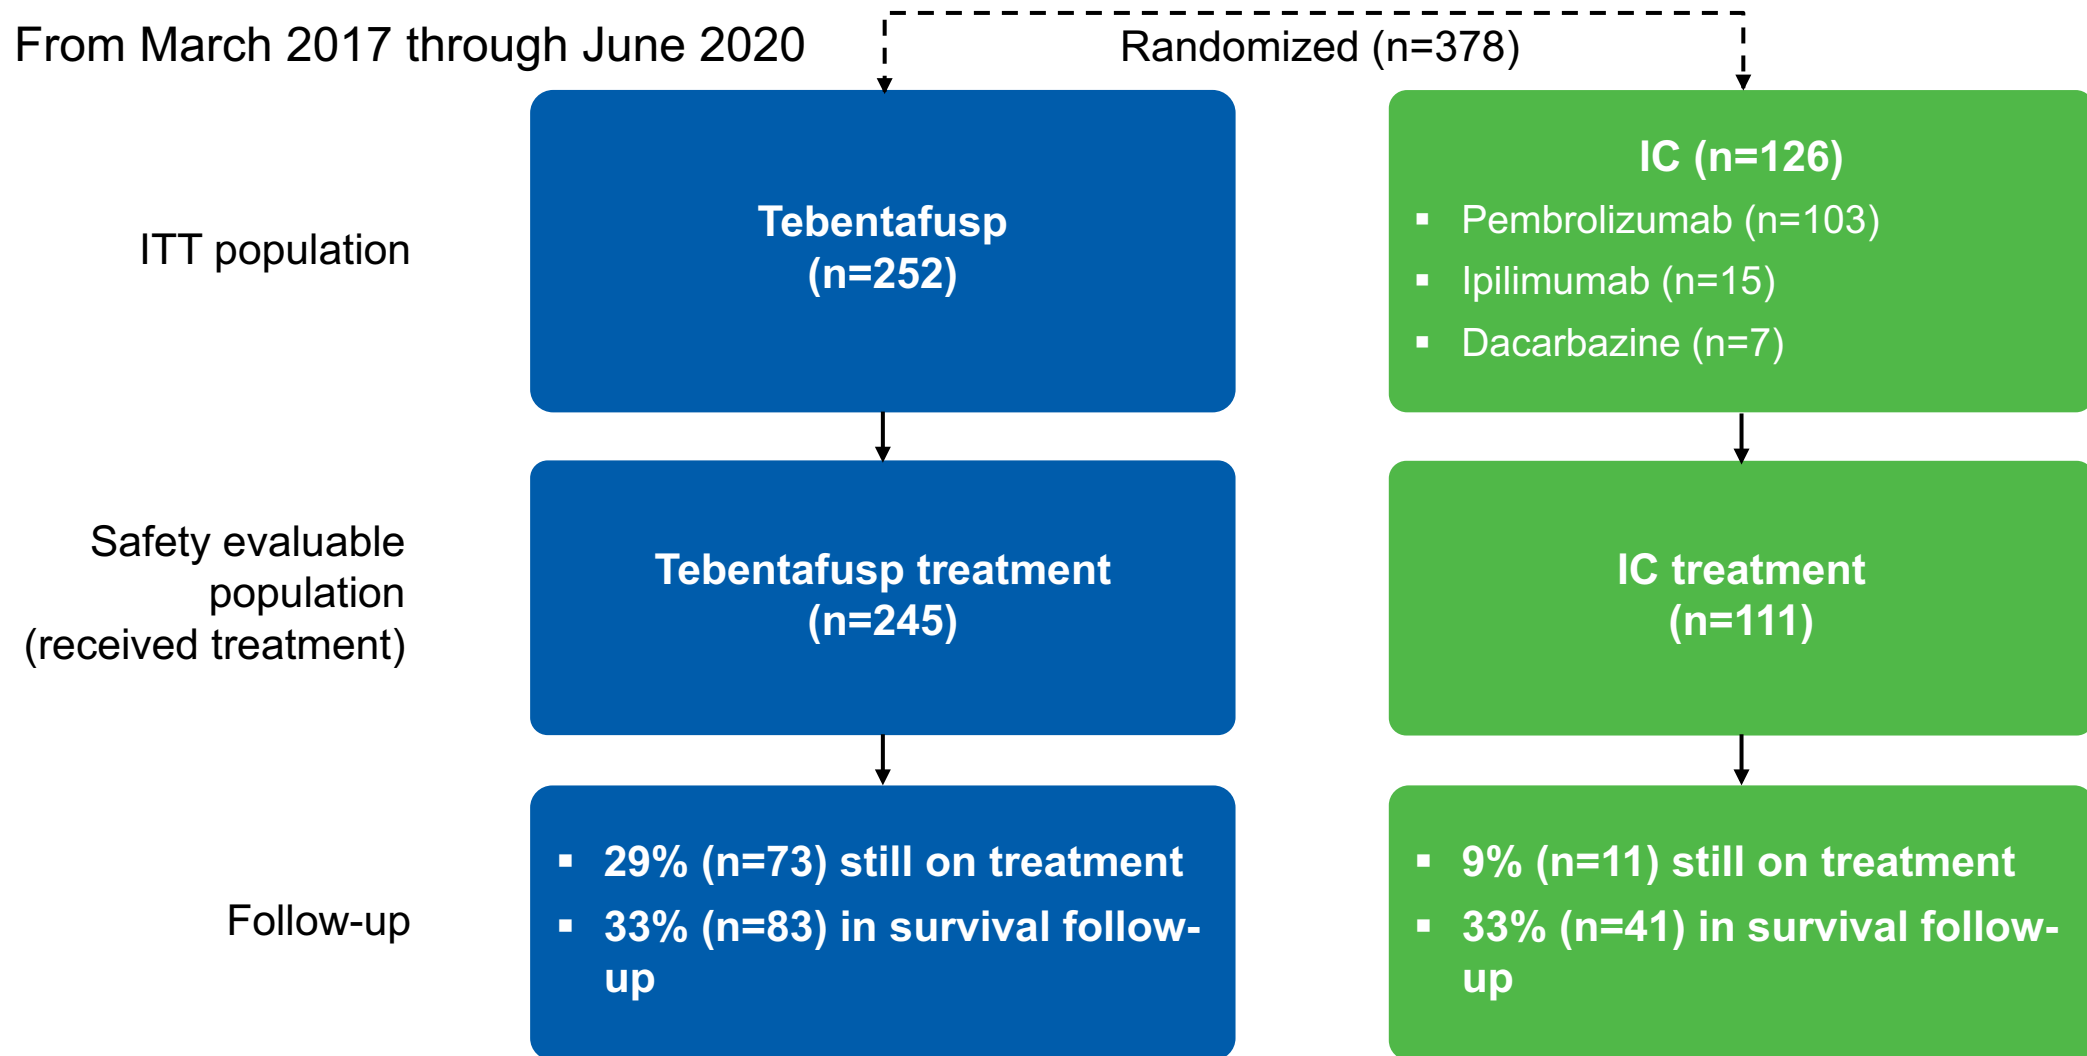 From March 2017 through June 2020
Randomized (n=378)
ITT population
Tebentafusp
(n=252)
IC (n=126)
▪ Pembrolizumab (n=103)
▪ Ipilimumab (n=15)
▪ Dacarbazine (n=7)
Safety evaluable
population
(received treatment)
Tebentafusp treatment
(n=245)
IC treatment
(n=111)
Follow-up
▪ 29% (n=73) still on treatment
▪ 33% (n=83) in survival follow-
up
▪ 9% (n=11) still on treatment
▪ 33% (n=41) in survival follow-
up